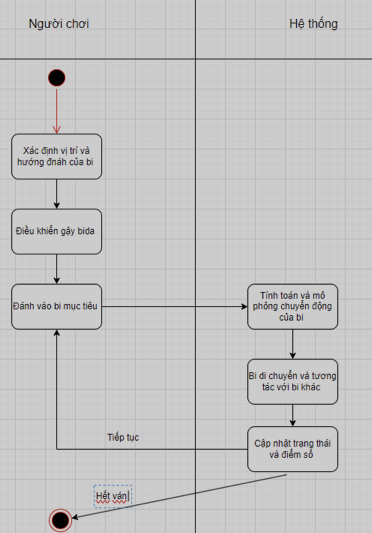 Người chơi
Hệ thống
Xác định vị trí và
hướng đnáh của bi
Điều khiển gậy bida
Đánh vào bi mục tiêu
Tính toán và mô
phỏng chuyển động
của bi
Bi di chuyển và tương
tác với bi khác
Cập nhật trạng thái
và điểm số
Tiếp tục
Hết ván